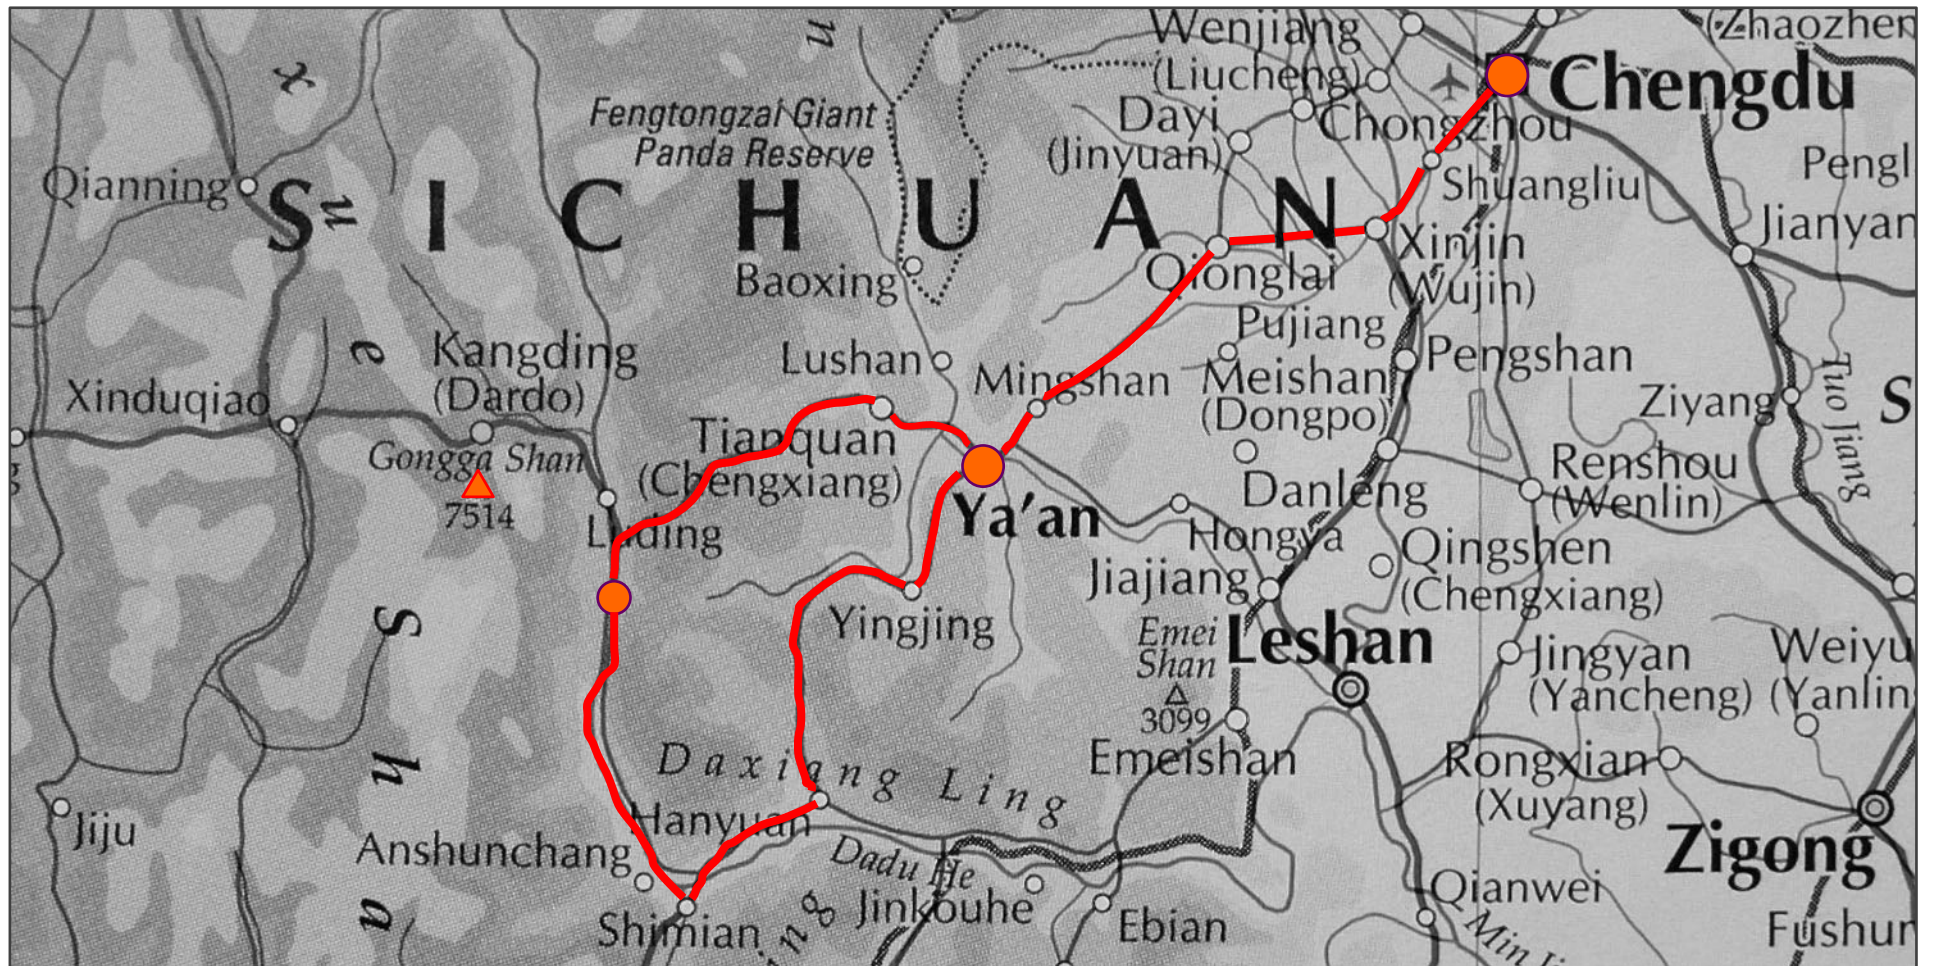 Wenjiang
(Liucheng)
(Zhaozhen
Chengdu
Fengtongzai Giant
Panda Reserve
Dayi
(Jinyuan)
Chongzhou
Shuangliu
Pengl
Jianyan
Qianning
SICHUAN
x
u
e
S
h
a
n
Baoxing
Qionglai
Xinjin
(Wujin)
Pujiang
Pengshan
Kangding
(Dardo)
Lushan
Mingshan
Meishan
(Dongpo)
Ziyang
Tuo Jiang
S
Xinduqiao
Gongga Shan
7514
Tianquan
(Chengxiang)
Luding
g
Ya'an
Danleng
Renshou
(Wenlin)
Hongya
Qingshen
(Chengxiang)
Jiajiang
Yingjing
Emei
Shan
3099
Leshan
Jingyan
(Yancheng)
Weiyu
(Yanlin
Emeishan
Rongxian
(Xuyang)
Daxiang Ling
Hanyuan
Jiju
Anshunchang
Dadu He
Zigong
Shimian
ng
Jinkouhe
Ebian
Qianwei
Min Ji
Fushun